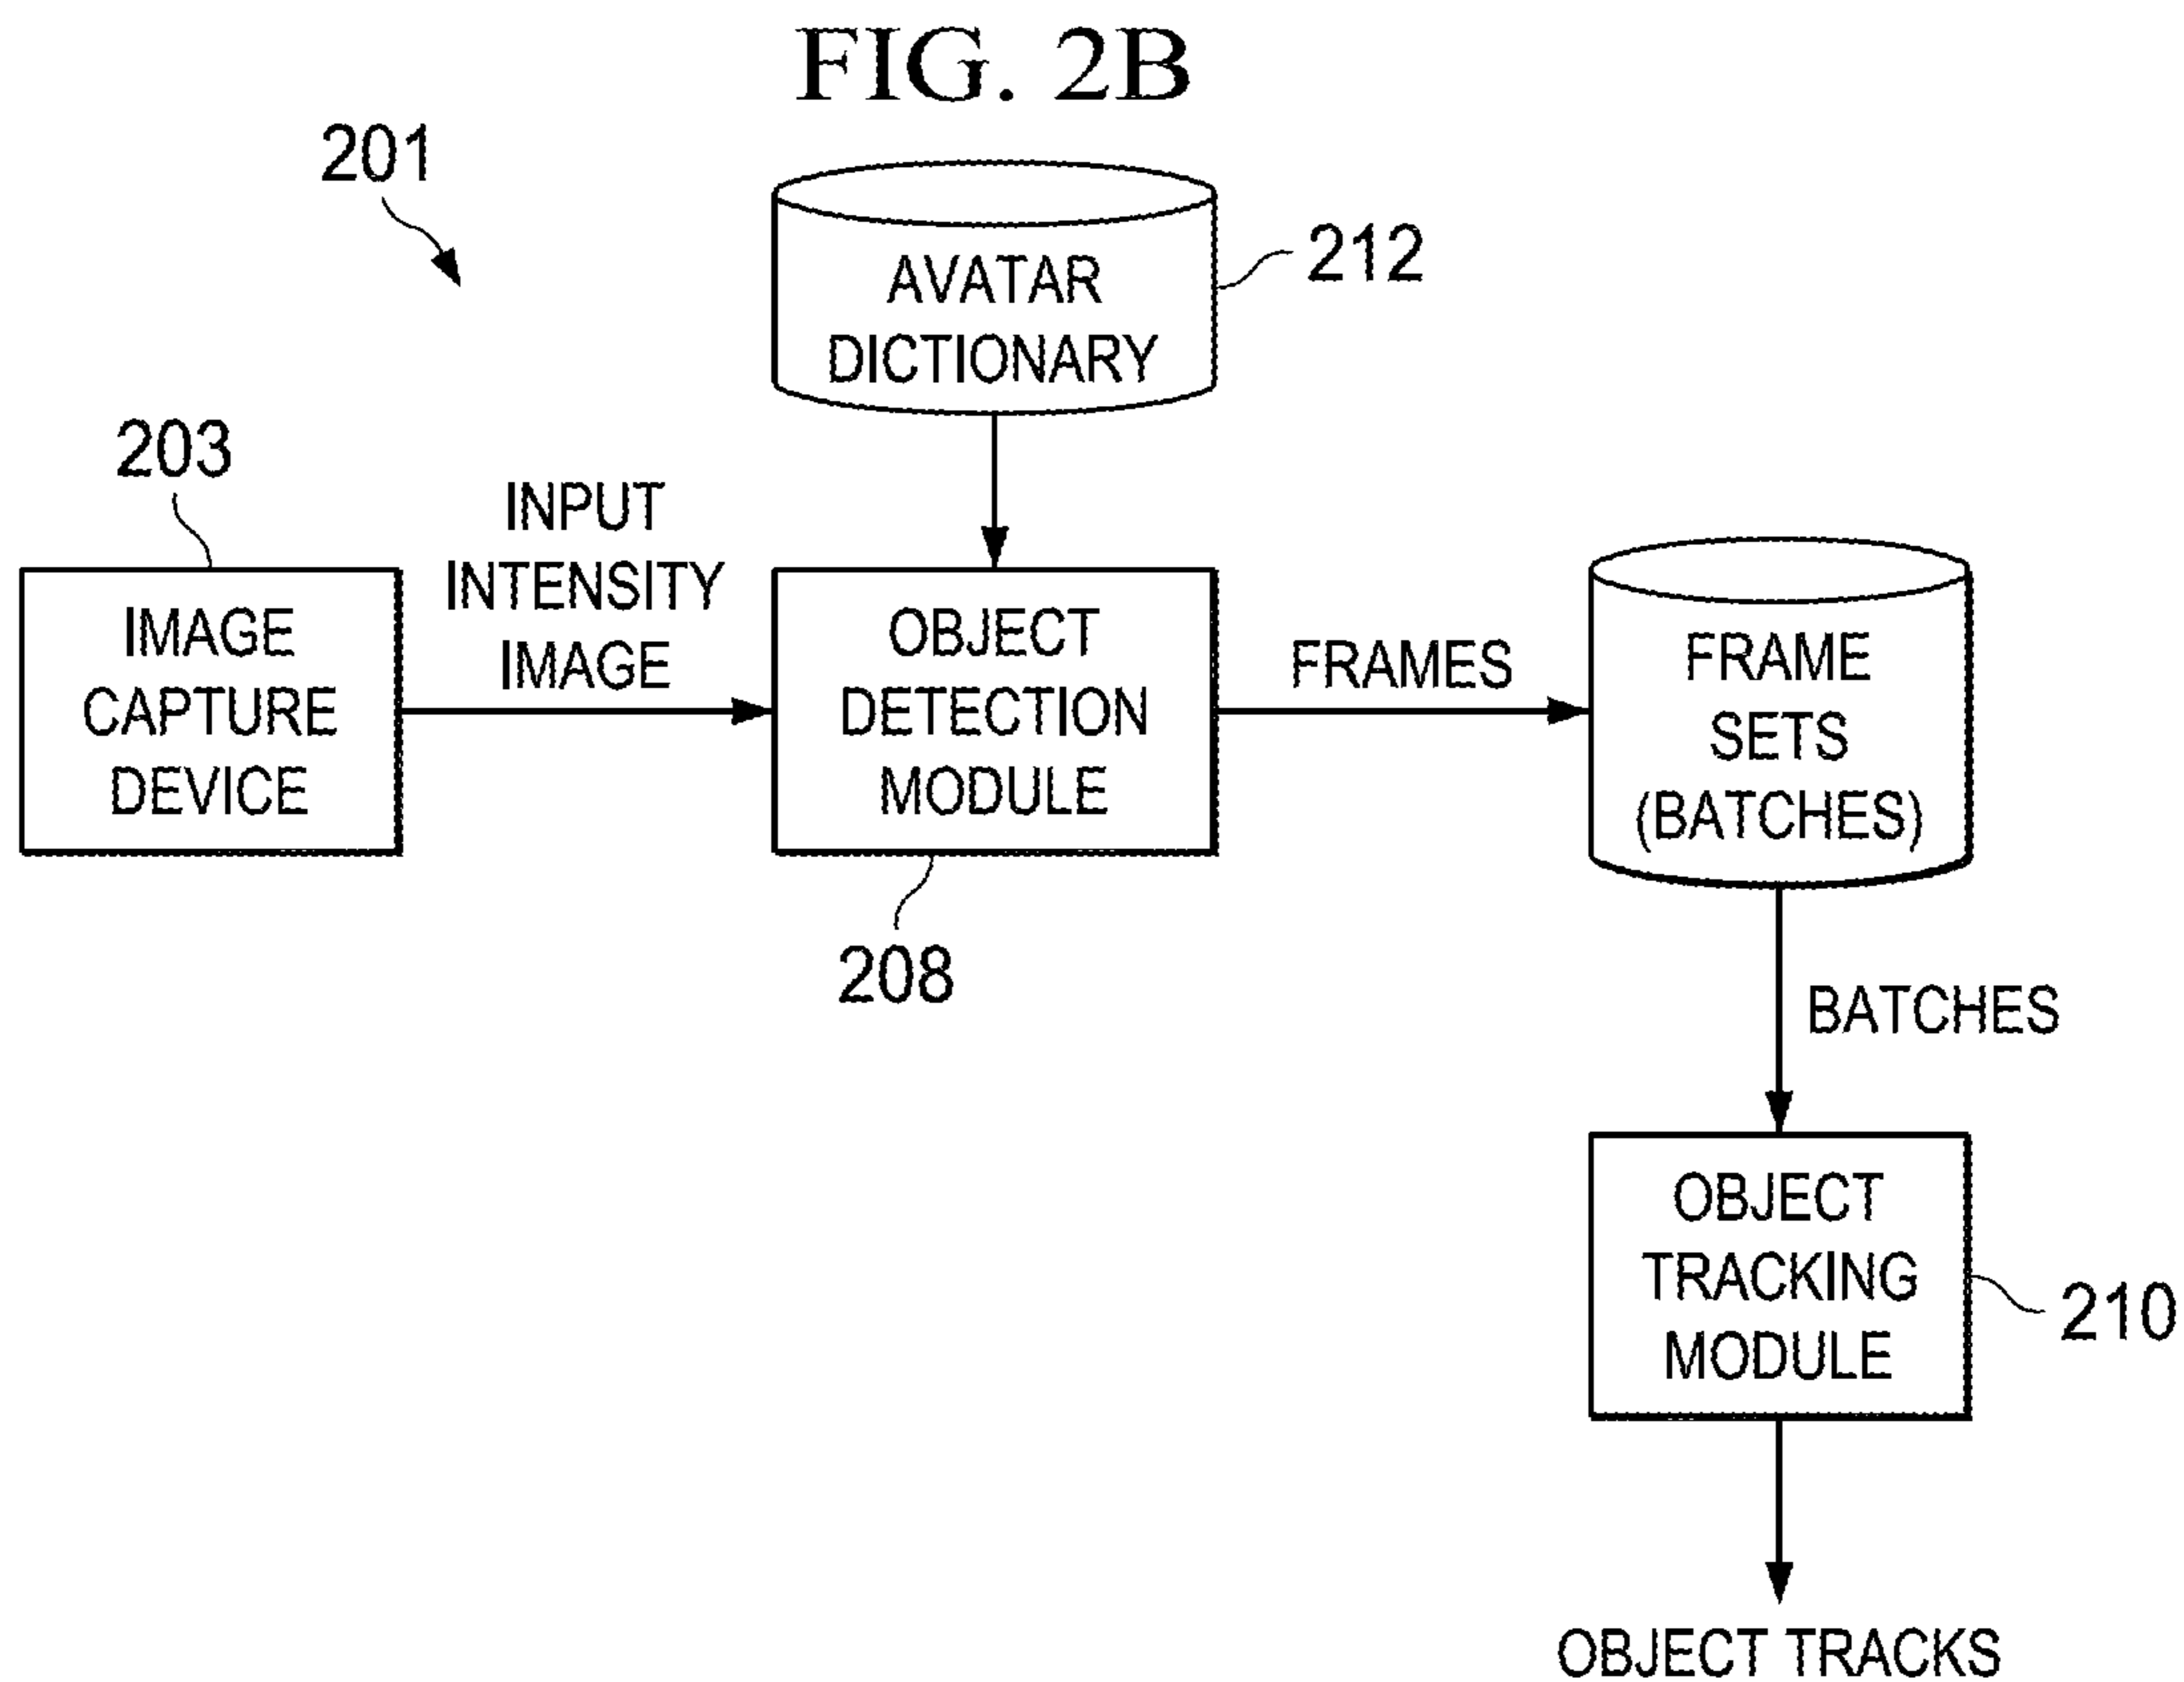 FIG. 2B
201
AVATAR
DICTIONARY
212
203
IMAGE
CAPTURE
DEVICE
INPUT
INTENSITY
IMAGE
OBJECT
DETECTION
MODULE
208
FRAMES
FRAME
SETS
(BATCHES)
BATCHES
OBJECT
TRACKING
MODULE
210
OBJECT TRACKS